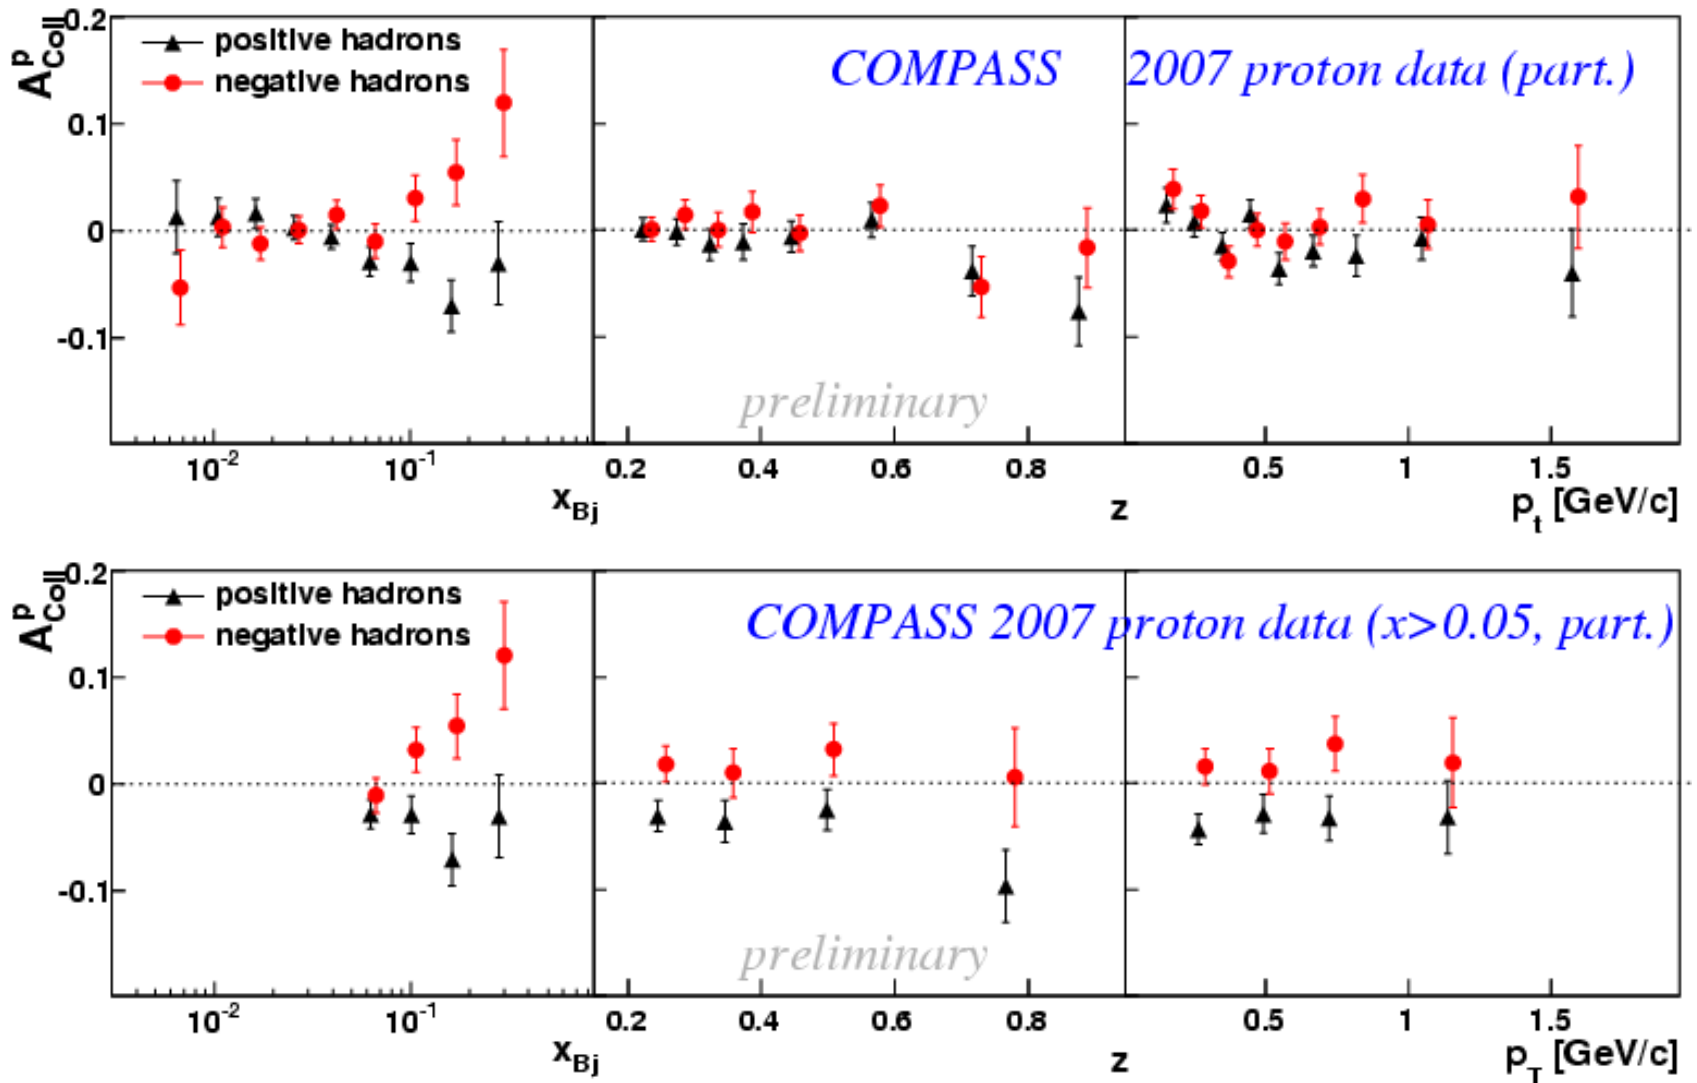 A^p_Coll
0.2
0.1
0
-0.1
positive hadrons
negative hadrons
COMPASS 2007 proton data (part.)
preliminary
10^-2 10^-1
x_Bj
0.2 0.4 0.6 0.8
z
0.5 1 1.5
p_t [GeV/c]
A^p_Coll
0.2
0.1
0
-0.1
positive hadrons
negative hadrons
COMPASS 2007 proton data (x>0.05, part.)
preliminary
10^-2 10^-1
x_Bj
0.2 0.4 0.6 0.8
z
0.5 1 1.5
p_T [GeV/c]